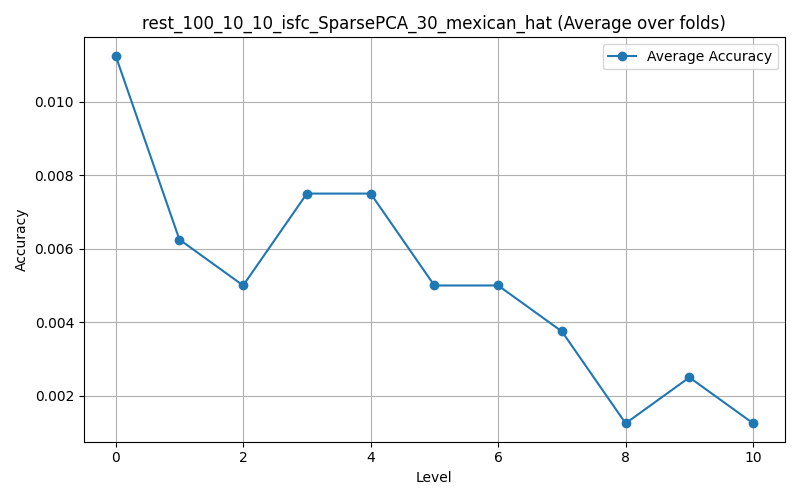 rest_100_10_10_isfc_SparsePCA_30_mexican_hat (Average over folds)
Average Accuracy
Accuracy
0.010
0.008
0.006
0.004
0.002
0 2 4 6 8 10
Level